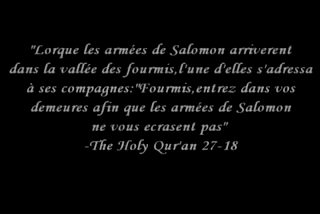 "Lorque les armées de Salomon arriverent
dans la vallée des fourmis,l'une d'elles s'adressa
à ses compagnes:"Fourmis,entrez dans vos
demeures afin que les armées de Salomon
ne vous ecrasent pas"
-The Holy Qur'an 27-18